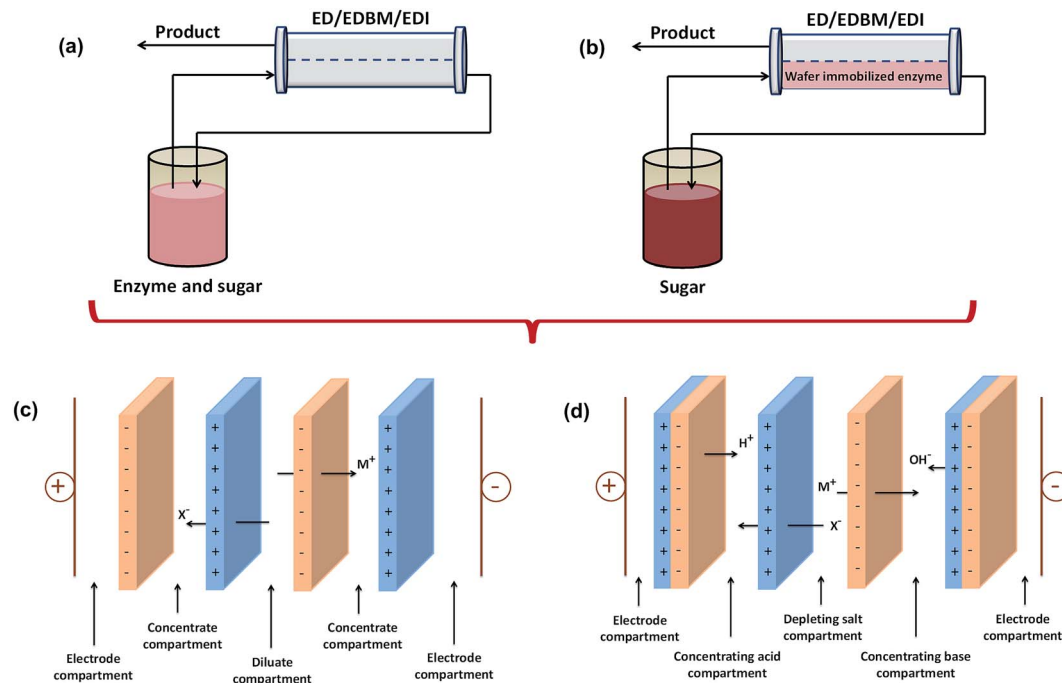 (a)
ED/EDBM/EDI
Product
Enzyme and sugar
(b)
ED/EDBM/EDI
Product
Wafer immobilized enzyme
Sugar
(c)
+
- - - - - - - - -
+ + + + + + + + +
- - - - - - - - -
+ + + + + + + + +
-
X⁻
M⁺
Electrode
compartment
Concentrate
compartment
Diluate
compartment
Concentrate
compartment
Electrode
compartment
(d)
+
+ + + + + + + + +
- - - - - - - - -
+ + + + + + + + +
- - - - - - - - -
+ + + + + + + + +
- - - - - - - - -
-
H⁺
X⁻
M⁺
OH⁻
Electrode
compartment
Concentrating acid
compartment
Depleting salt
compartment
Concentrating base
compartment
Electrode
compartment